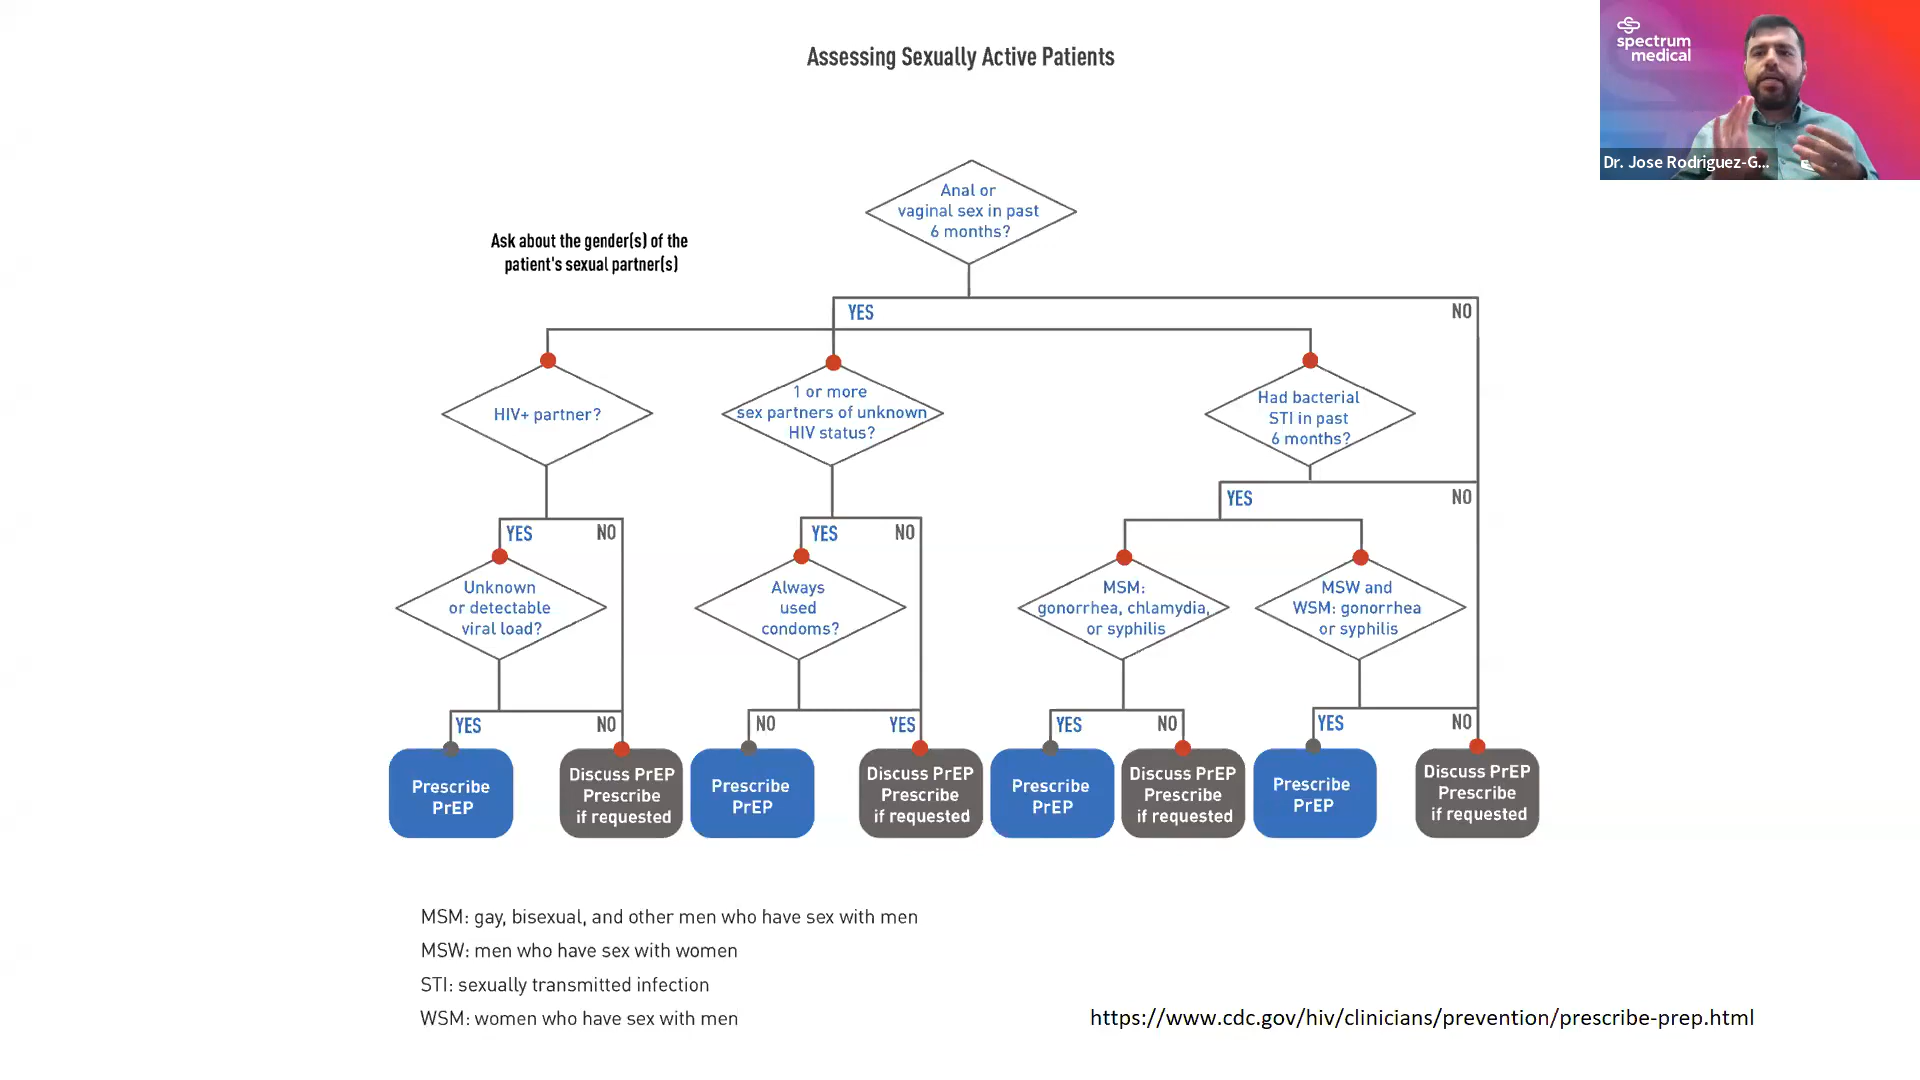 Assessing Sexually Active Patients
spectrum
medical
Dr. Jose Rodriguez-G...
Anal or
vaginal sex in past
6 months?
Ask about the gender(s) of the
patient's sexual partner(s)
YES
NO
HIV+ partner?
1 or more
sex partners of unknown
HIV status?
Had bacterial
STI in past
6 months?
YES
NO
YES
NO
YES
NO
Unknown
or detectable
viral load?
Always
used
condoms?
MSM:
gonorrhea, chlamydia,
or syphilis
MSW and
WSM: gonorrhea
or syphilis
YES
NO
NO
YES
YES
NO
YES
NO
Prescribe
PrEP
Discuss PrEP
Prescribe
if requested
Prescribe
PrEP
Discuss PrEP
Prescribe
if requested
Prescribe
PrEP
Discuss PrEP
Prescribe
if requested
Prescribe
PrEP
Discuss PrEP
Prescribe
if requested
MSM: gay, bisexual, and other men who have sex with men
MSW: men who have sex with women
STI: sexually transmitted infection
WSM: women who have sex with men
https://www.cdc.gov/hiv/clinicians/prevention/prescribe-prep.html